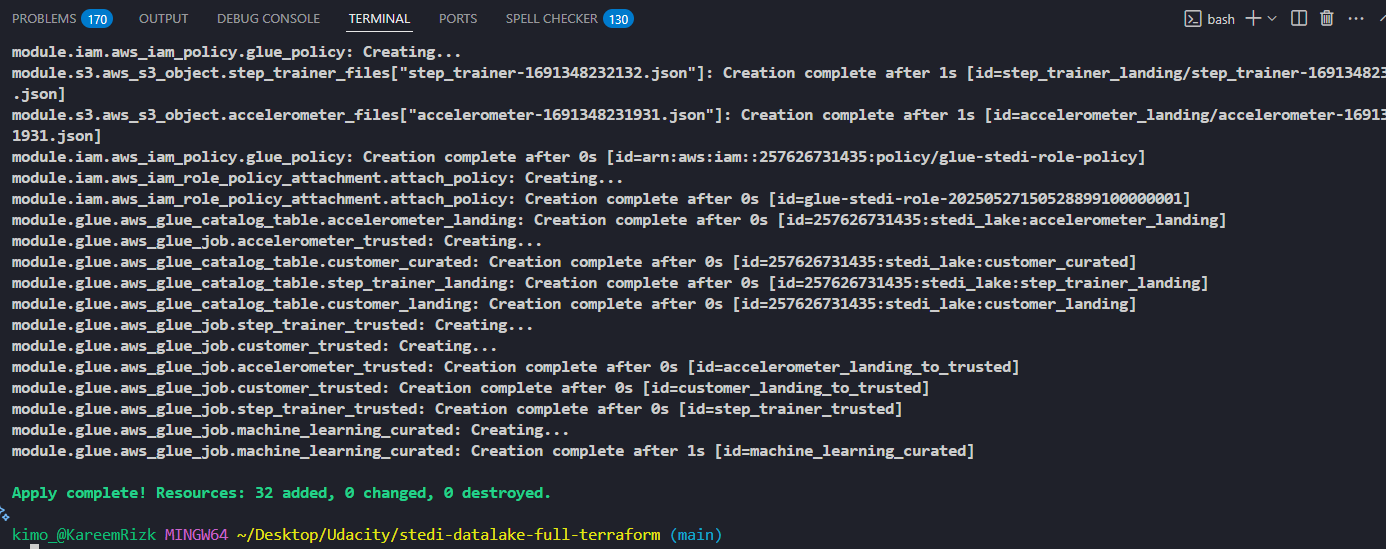 PROBLEMS 170 OUTPUT DEBUG CONSOLE TERMINAL PORTS SPELL CHECKER 130 bash
module.iam.aws_iam_policy.glue_policy: Creating...
module.s3.aws_s3_object.step_trainer_files["step_trainer-1691348232132.json"]: Creation complete after 1s [id=step_trainer_landing/step_trainer-169134823
.json]
module.s3.aws_s3_object.accelerometer_files["accelerometer-1691348231931.json"]: Creation complete after 1s [id=accelerometer_landing/accelerometer-16913
1931.json]
module.iam.aws_iam_policy.glue_policy: Creation complete after 0s [id=arn:aws:iam::257626731435:policy/glue-stedi-role-policy]
module.iam.aws_iam_role_policy_attachment.attach_policy: Creating...
module.iam.aws_iam_role_policy_attachment.attach_policy: Creation complete after 0s [id=glue-stedi-role-20250527150528899100000001]
module.glue.aws_glue_catalog_table.accelerometer_landing: Creation complete after 0s [id=257626731435:stedi_lake:accelerometer_landing]
module.glue.aws_glue_job.accelerometer_trusted: Creating...
module.glue.aws_glue_catalog_table.customer_curated: Creation complete after 0s [id=257626731435:stedi_lake:customer_curated]
module.glue.aws_glue_catalog_table.step_trainer_landing: Creation complete after 0s [id=257626731435:stedi_lake:step_trainer_landing]
module.glue.aws_glue_catalog_table.customer_landing: Creation complete after 0s [id=257626731435:stedi_lake:customer_landing]
module.glue.aws_glue_job.step_trainer_trusted: Creating...
module.glue.aws_glue_job.customer_trusted: Creating...
module.glue.aws_glue_job.accelerometer_trusted: Creation complete after 0s [id=accelerometer_landing_to_trusted]
module.glue.aws_glue_job.customer_trusted: Creation complete after 0s [id=customer_landing_to_trusted]
module.glue.aws_glue_job.step_trainer_trusted: Creation complete after 0s [id=step_trainer_trusted]
module.glue.aws_glue_job.machine_learning_curated: Creating...
module.glue.aws_glue_job.machine_learning_curated: Creation complete after 1s [id=machine_learning_curated]
Apply complete! Resources: 32 added, 0 changed, 0 destroyed.
kimo_@KareemRizk MINGW64 ~/Desktop/Udacity/stedi-datalake-full-terraform (main)